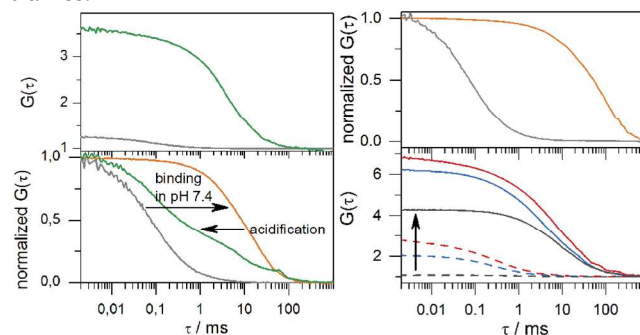 3
2
1
G(τ)
1,0
0,5
0,0
normalized G(τ)
binding
in pH 7.4
acidification
0,01 0,1 1 10 100
τ / ms
1.0
0.5
0.0
normalized G(τ)
6
4
2
G(τ)
0.01 0.1 1 10 100
τ / ms